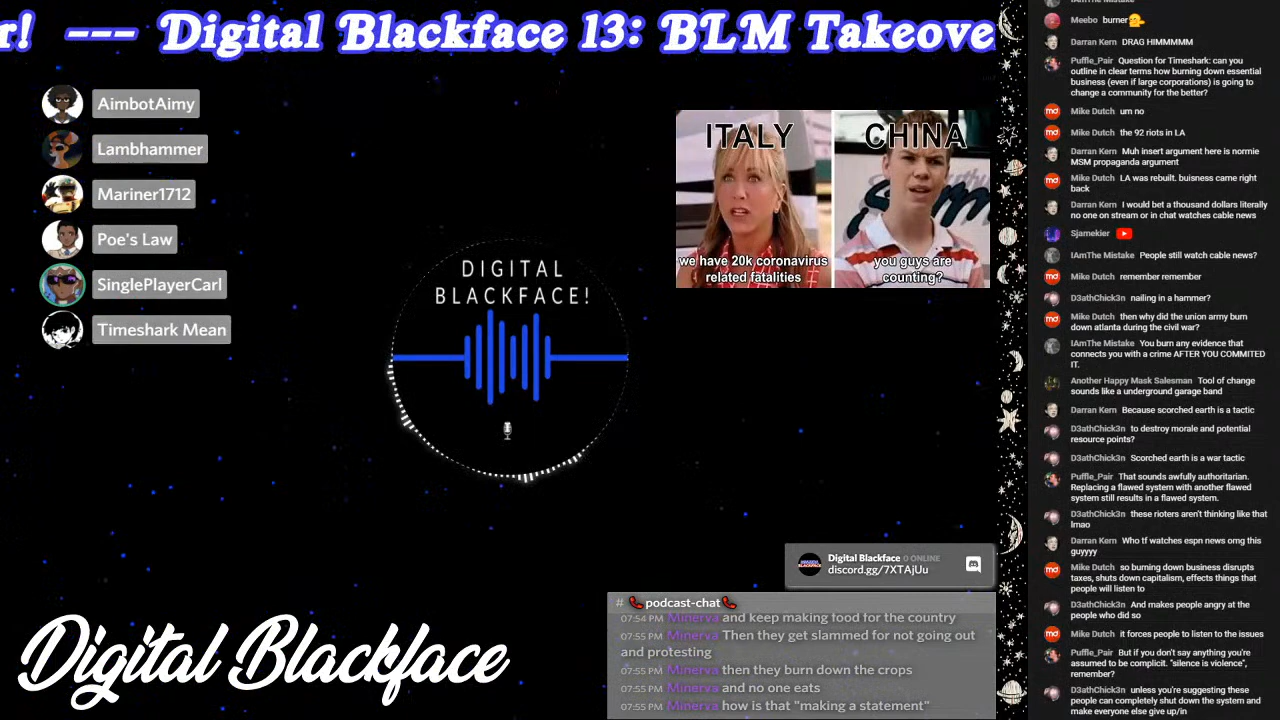 r! --- Digital Blackface 13: BLM Takeove
AimbotAimy
Lambhammer
Mariner1712
Poe's Law
SinglePlayerCarl
Timeshark Mean
DIGITAL
BLACKFACE!
ITALY
CHINA
we have 20k coronavirus
related fatalities
you guys are
counting?
Digital Blackface 0 ONLINE
discord.gg/7XTAjUu
# podcast-chat
07:54 PM Minerva and keep making food for the country
07:55 PM Minerva Then they get slammed for not going out
and protesting
07:55 PM Minerva then they burn down the crops
07:55 PM Minerva and no one eats
07:55 PM Minerva how is that "making a statement"
Digital Blackface
IAmThe Mistake
Meebo burner
Darran Kern DRAG HIMMMMM
Puffle_Pair Question for Timeshark: can you
outline in clear terms how burning down essential
business (even if large corporations) is going to
change a community for the better?
Mike Dutch um no
Mike Dutch the 92 riots in LA
Darran Kern Muh insert argument here is normie
MSM propaganda argument
Mike Dutch LA was rebuilt. buisness came right
back
Darran Kern I would bet a thousand dollars literally
no one on stream or in chat watches cable news
Sjamekier
IAmThe Mistake People still watch cable news?
Mike Dutch remember remember
D3athChick3n nailing in a hammer?
Mike Dutch then why did the union army burn
down atlanta during the civil war?
IAmThe Mistake You burn any evidence that
connects you with a crime AFTER YOU COMMITED
IT.
Another Happy Mask Salesman Tool of change
sounds like a underground garage band
Darran Kern Because scorched earth is a tactic
D3athChick3n to destroy morale and potential
resource points?
D3athChick3n Scorched earth is a war tactic
Puffle_Pair That sounds awfully authoritarian.
Replacing a flawed system with another flawed
system still results in a flawed system.
D3athChick3n these rioters aren't thinking like that
lmao
Darran Kern Who tf watches espn news omg this
guyyyy
Mike Dutch so burning down business disrupts
taxes, shuts down capitalism, effects things that
people will listen to
D3athChick3n And makes people angry at the
people who did so
Mike Dutch it forces people to listen to the issues
Puffle_Pair But if you don't say anything you're
assumed to be complicit. "silence is violence",
remember?
D3athChick3n unless you're suggesting these
people can completely shut down the system and
make everyone else give up/in